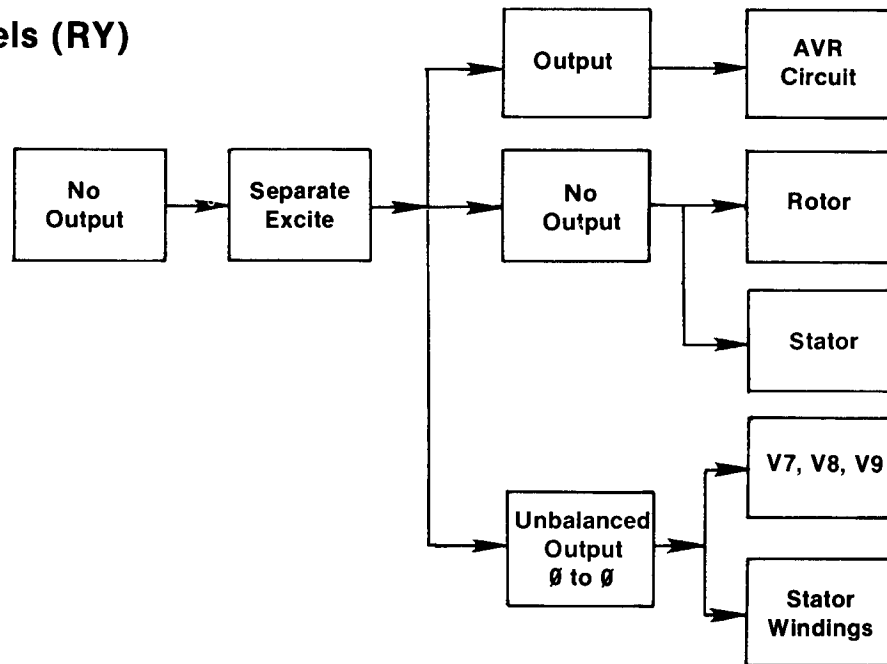 els (RY)
Output
AVR
Circuit
No
Output
Separate
Excite
No
Output
Rotor
Stator
Unbalanced
Output
Ø to Ø
V7, V8, V9
Stator
Windings